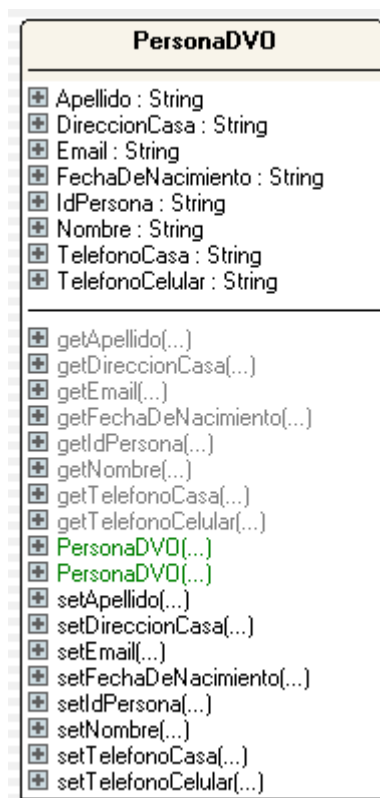 PersonaDVO
Apellido : String
DireccionCasa : String
Email : String
FechaDeNacimiento : String
IdPersona : String
Nombre : String
TelefonoCasa : String
TelefonoCelular : String
getApellido(...)
getDireccionCasa(...)
getEmail(...)
getFechaDeNacimiento(...)
getIdPersona(...)
getNombre(...)
getTelefonoCasa(...)
getTelefonoCelular(...)
PersonaDVO(...)
PersonaDVO(...)
setApellido(...)
setDireccionCasa(...)
setEmail(...)
setFechaDeNacimiento(...)
setIdPersona(...)
setNombre(...)
setTelefonoCasa(...)
setTelefonoCelular(...)